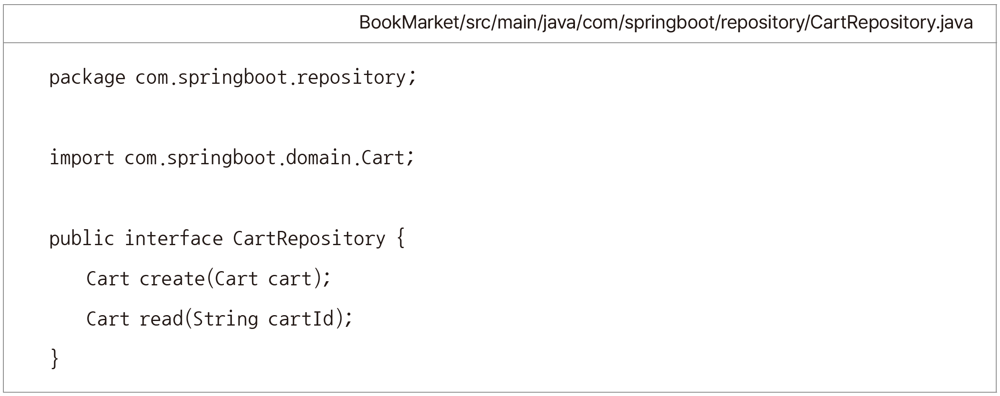 BookMarket/src/main/java/com/springboot/repository/CartRepository.java
package com.springboot.repository;
import com.springboot.domain.Cart;
public interface CartRepository {
Cart create(Cart cart);
Cart read(String cartId);
}